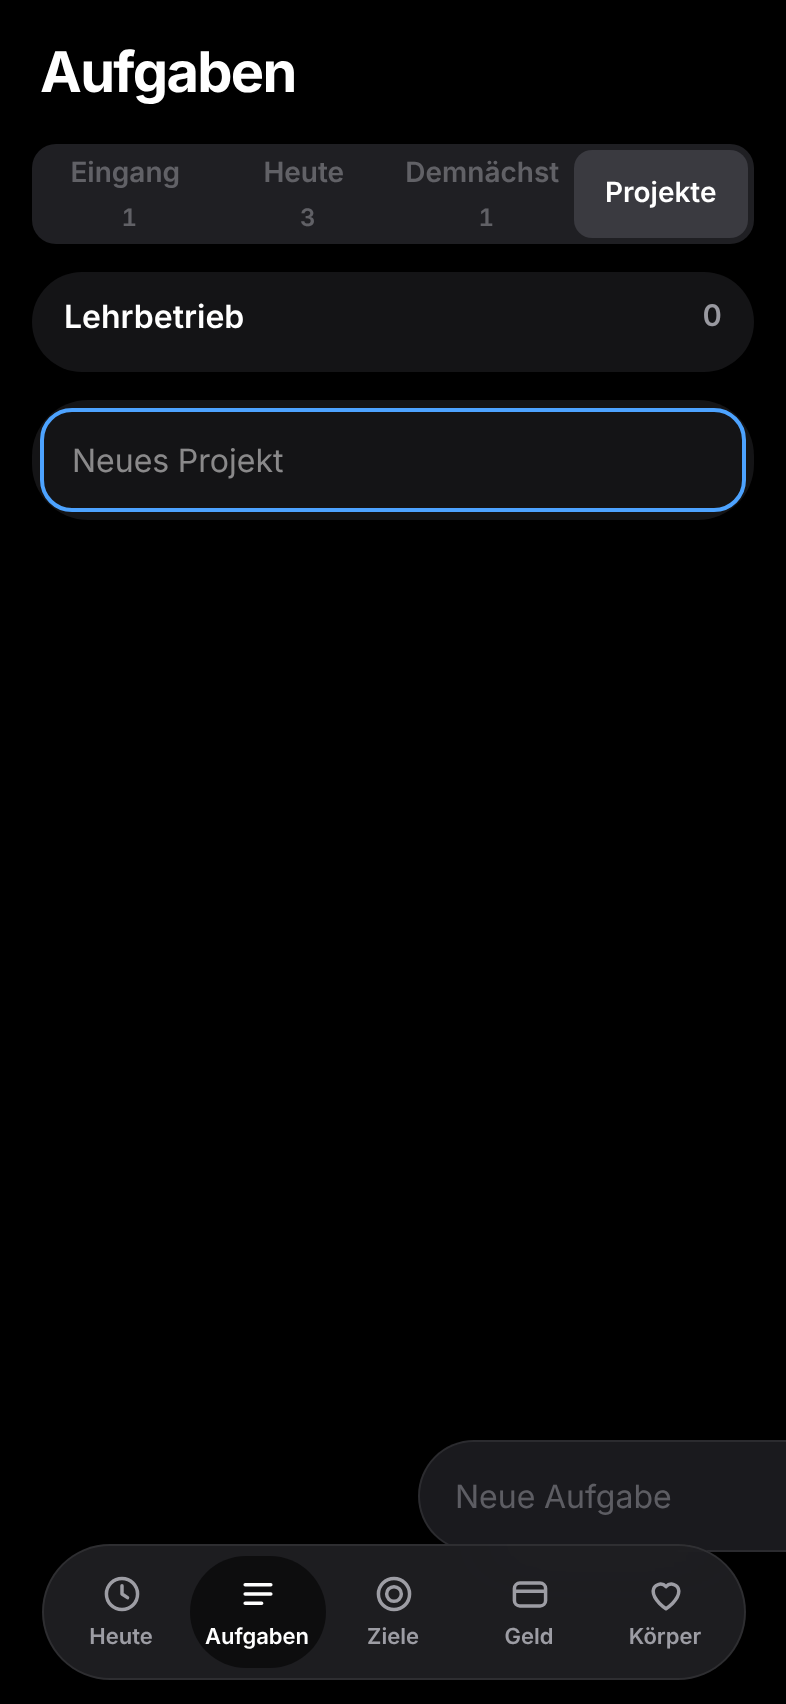 Aufgaben
Eingang Heute Demnächst Projekte
1 3 1
Lehrbetrieb 0
Neues Projekt
Neue Aufgabe
Heute Aufgaben Ziele Geld Körper